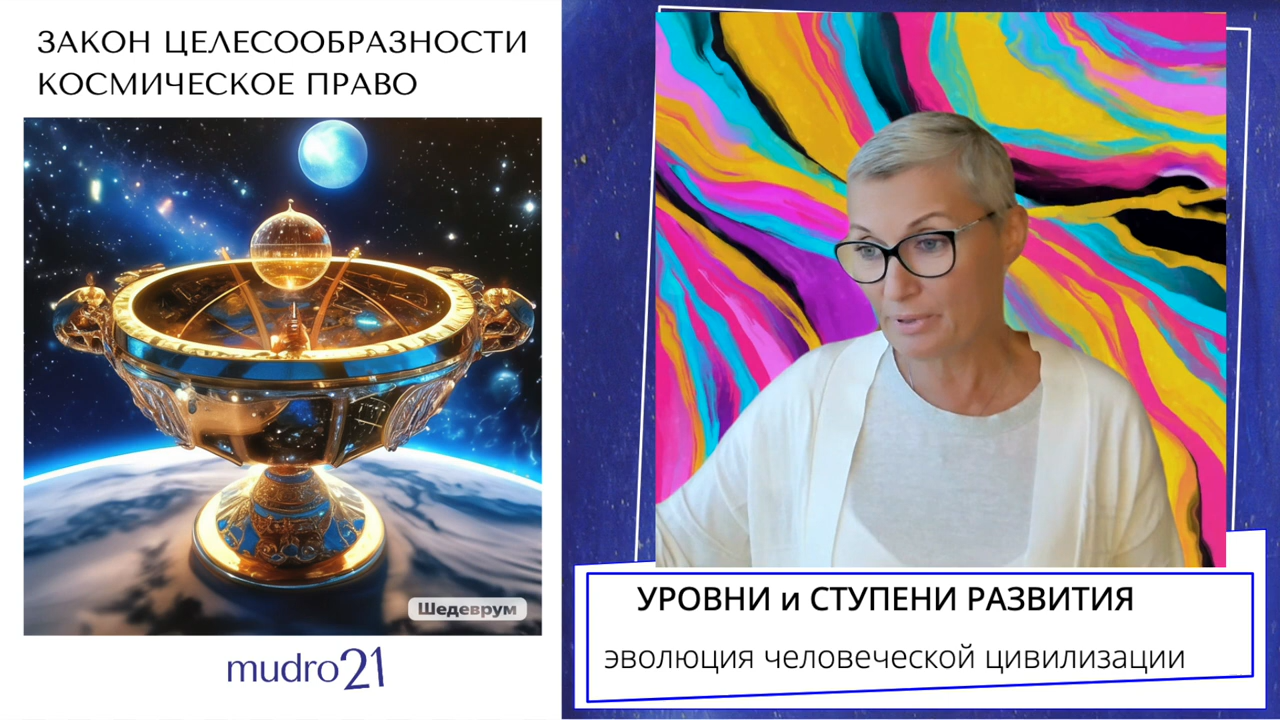 ЗАКОН ЦЕЛЕСООБРАЗНОСТИ
КОСМИЧЕСКОЕ ПРАВО
Шедеврум
mudro21
УРОВНИ и СТУПЕНИ РАЗВИТИЯ
эволюция человеческой цивилизации